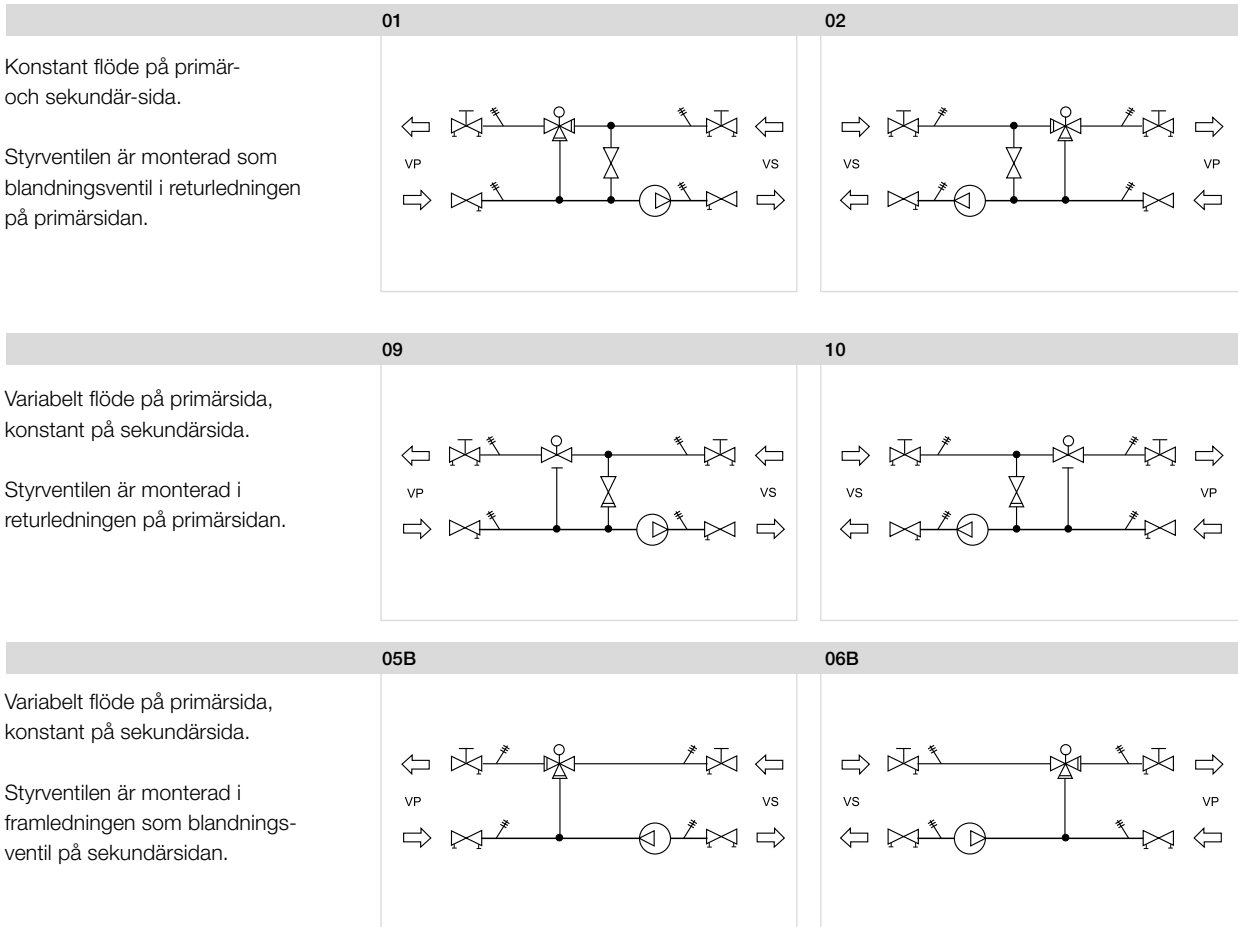 01
02
Konstant flöde på primär-
och sekundär-sida.
Styrventilen är monterad som
blandningsventil i returledningen
på primärsidan.
VP
VS
VS
VP
09
10
Variabelt flöde på primärsida,
konstant på sekundärsida.
Styrventilen är monterad i
returledningen på primärsidan.
VP
VS
VS
VP
05B
06B
Variabelt flöde på primärsida,
konstant på sekundärsida.
Styrventilen är monterad i
framledningen som blandnings-
ventil på sekundärsidan.
VP
VS
VS
VP